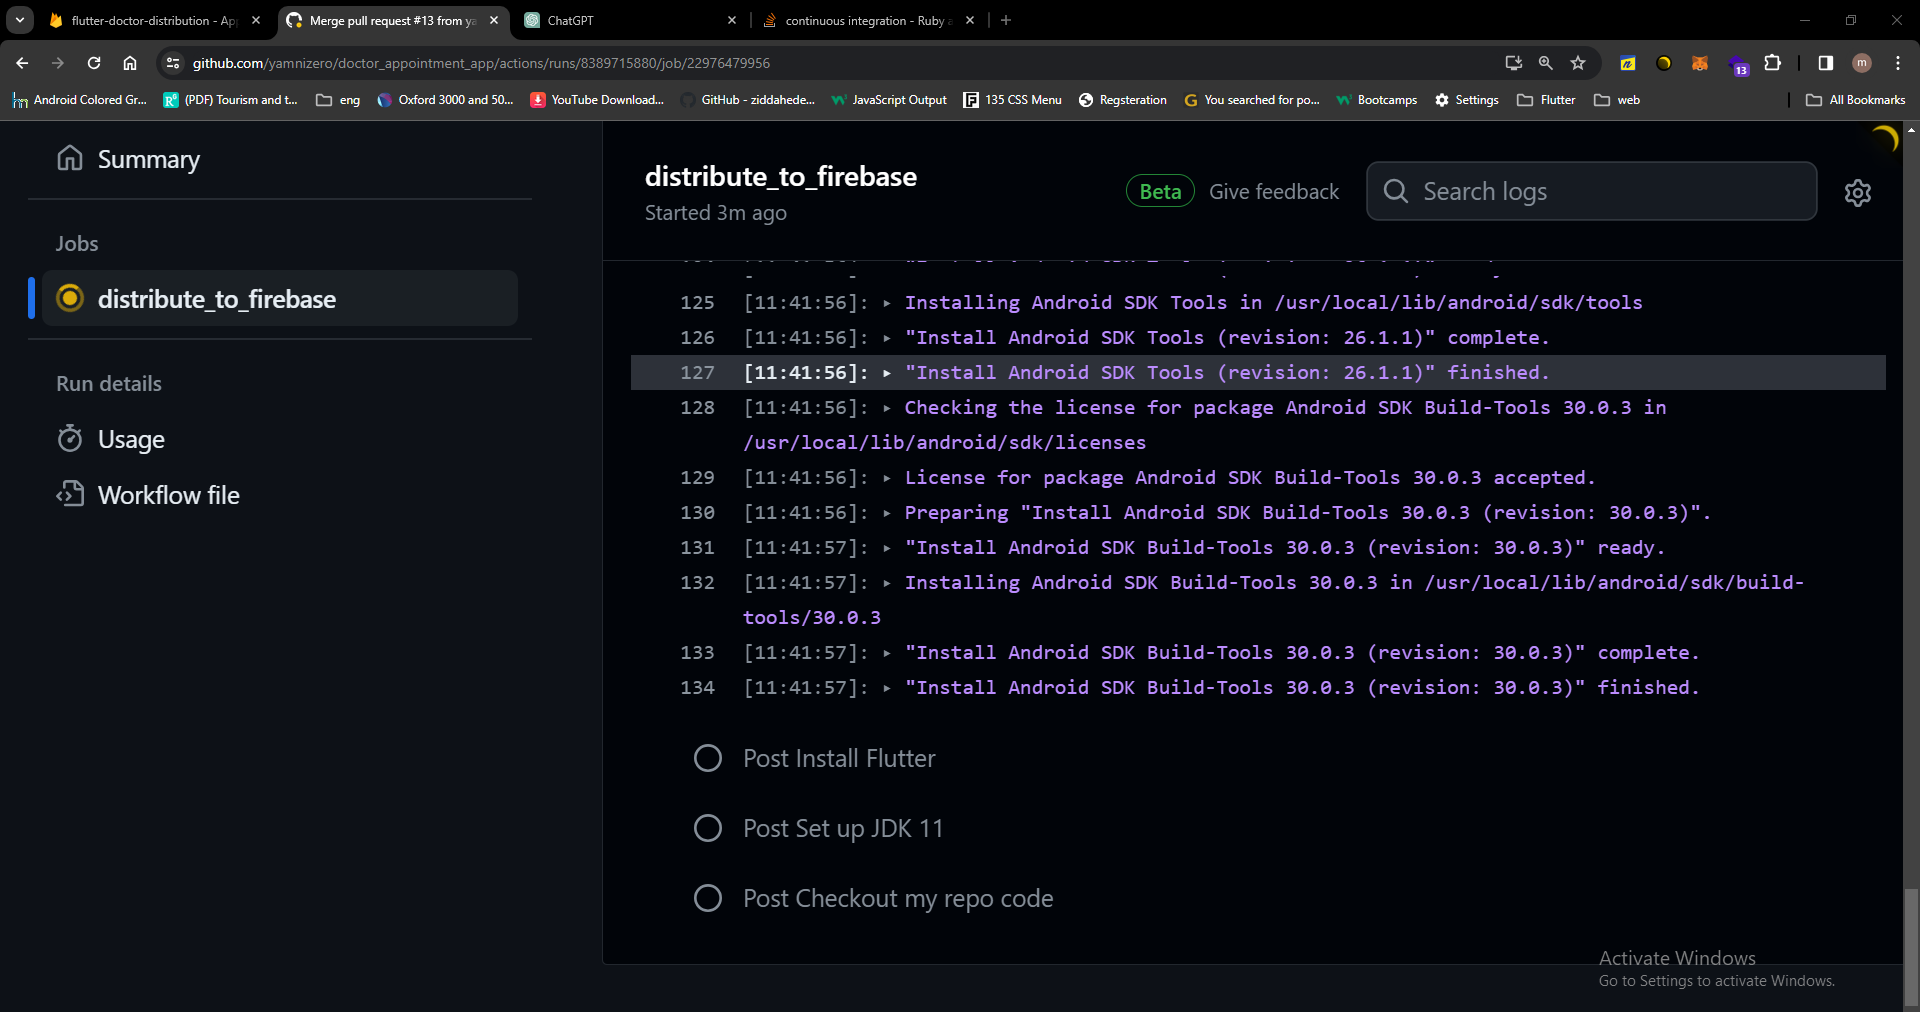 flutter-doctor-distribution - Ap
Merge pull request #13 from ya
ChatGPT
continuous integration - Ruby a
github.com/yamnizero/doctor_appointment_app/actions/runs/8389715880/job/22976479956
13
m
Android Colored Gr...
(PDF) Tourism and t...
eng
Oxford 3000 and 50...
YouTube Download...
GitHub - ziddahede...
JavaScript Output
135 CSS Menu
Regsteration
You searched for po...
Bootcamps
Settings
Flutter
web
All Bookmarks
Summary
Jobs
distribute_to_firebase
Run details
Usage
Workflow file
distribute_to_firebase
Started 3m ago
Beta
Give feedback
Search logs
125 [11:41:56]: ▸ Installing Android SDK Tools in /usr/local/lib/android/sdk/tools
126 [11:41:56]: ▸ "Install Android SDK Tools (revision: 26.1.1)" complete.
127 [11:41:56]: ▸ "Install Android SDK Tools (revision: 26.1.1)" finished.
128 [11:41:56]: ▸ Checking the license for package Android SDK Build-Tools 30.0.3 in
/usr/local/lib/android/sdk/licenses
129 [11:41:56]: ▸ License for package Android SDK Build-Tools 30.0.3 accepted.
130 [11:41:56]: ▸ Preparing "Install Android SDK Build-Tools 30.0.3 (revision: 30.0.3)".
131 [11:41:57]: ▸ "Install Android SDK Build-Tools 30.0.3 (revision: 30.0.3)" ready.
132 [11:41:57]: ▸ Installing Android SDK Build-Tools 30.0.3 in /usr/local/lib/android/sdk/build-
tools/30.0.3
133 [11:41:57]: ▸ "Install Android SDK Build-Tools 30.0.3 (revision: 30.0.3)" complete.
134 [11:41:57]: ▸ "Install Android SDK Build-Tools 30.0.3 (revision: 30.0.3)" finished.
Post Install Flutter
Post Set up JDK 11
Post Checkout my repo code
Activate Windows
Go to Settings to activate Windows.